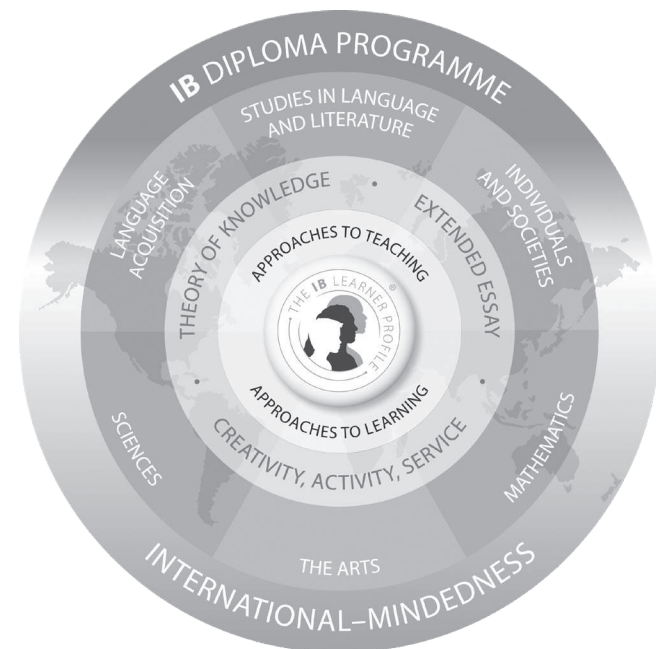 IB DIPLOMA PROGRAMME
STUDIES IN LANGUAGE
AND LITERATURE
LANGUAGE
ACQUISITION
INDIVIDUALS
AND SOCIETIES
THEORY OF KNOWLEDGE
EXTENDED ESSAY
APPROACHES TO TEACHING
THE IB LEARNER PROFILE
®
APPROACHES TO LEARNING
CREATIVITY, ACTIVITY, SERVICE
SCIENCES
MATHEMATICS
THE ARTS
INTERNATIONAL–MINDEDNESS